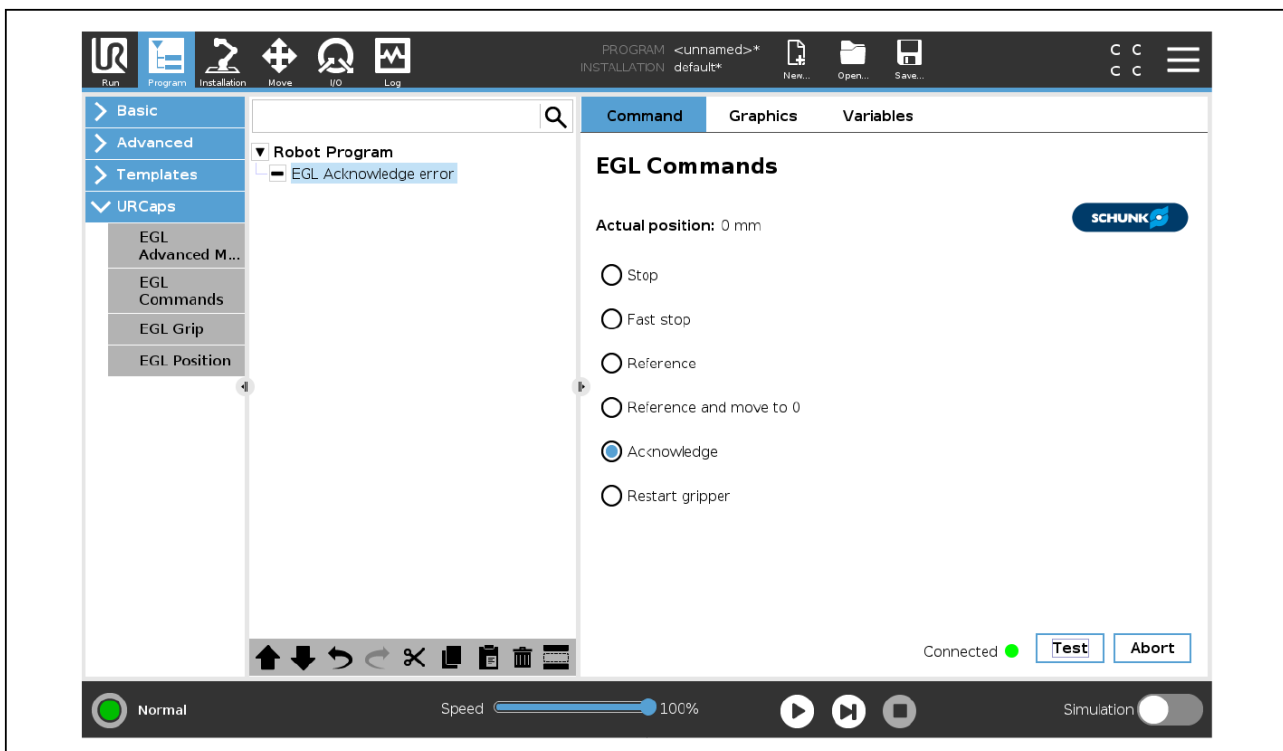 PROGRAM <unnamed>*
INSTALLATION default*
UR
Run
Program
Installation
Move
I/O
Log
New...
Open...
Save...
C C
C C
Basic
Advanced
Templates
URCaps
EGL
Advanced M...
EGL
Commands
EGL Grip
EGL Position
Robot Program
EGL Acknowledge error
Command Graphics Variables
EGL Commands
SCHUNK
Actual position: 0 mm
Stop
Fast stop
Reference
Reference and move to 0
Acknowledge
Restart gripper
Connected
Test
Abort
Normal
Speed
100%
Simulation